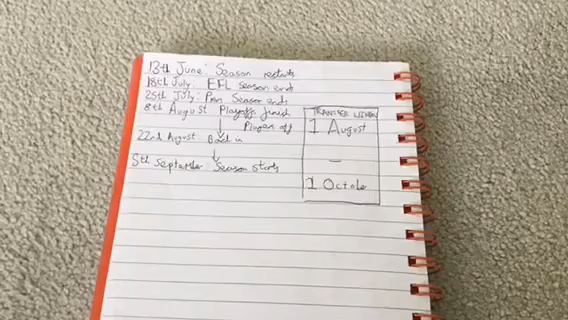 13th June: Season restarts
18th July: EFL season ends
25th July: Prem Season ends
8th August Playoffs finish
Players off
22nd August Back in
5th September Season starts
TRANSFER WINDOW
1 August
—
1 October